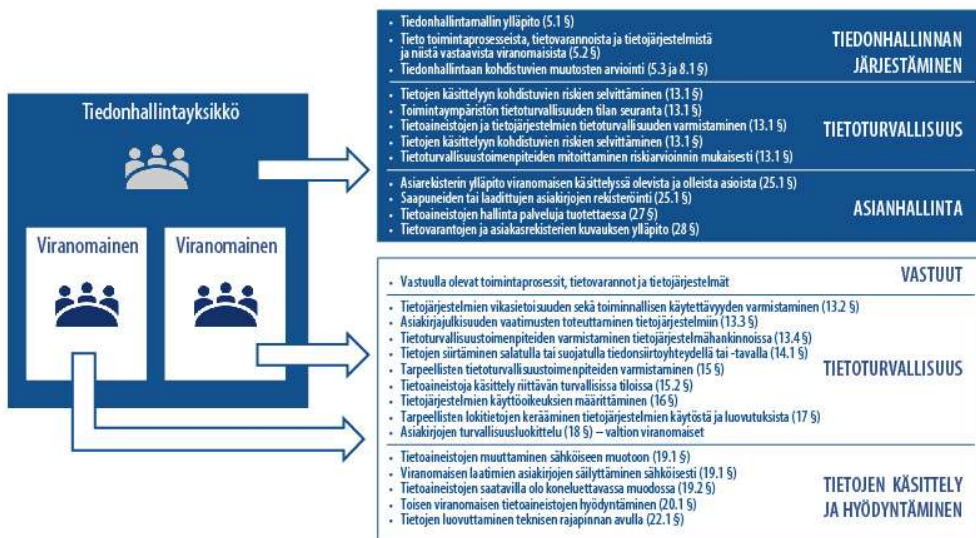 Tiedonhallintayksikkö
Viranomainen
Viranomainen
• Tiedonhallintamallin ylläpito (5.1 §)
• Tieto toimintaprosesseista, tietovarannoista ja tietojärjestelmistä
ja niistä vastaavista viranomaisista (5.2 §)
• Tiedonhallintaan kohdistuvien muutosten arviointi (5.3 ja 8.1 §)
TIEDONHALLINNAN
JÄRJESTÄMINEN
• Tietojen käsittelyyn kohdistuvien riskien selvittäminen (13.1 §)
• Toimintaympäristön tietoturvallisuuden tilan seuranta (13.1 §)
• Tietoaineistojen ja tietojärjestelmien tietoturvallisuuden varmistaminen (13.1 §)
• Tietojen käsittelyyn kohdistuvien riskien selvittäminen (13.1 §)
• Tietoturvallisuustoimenpiteiden mitoittaminen riskiarvioinnin mukaisesti (13.1 §)
TIETOTURVALLISUUS
• Asiarekisterin ylläpito viranomaisen käsittelyssä olevista ja olleista asioista (25.1 §)
• Saapuneiden tai laadittujen asiakirjojen rekisteröinti (25.1 §)
• Tietoaineistojen hallinta palveluja tuotettaessa (27 §)
• Tietovarantojen ja asiakasrekisterien kuvauksen ylläpito (28 §)
ASIANHALLINTA
• Vastuulla olevat toimintaprosessit, tietovarannot ja tietojärjestelmät
VASTUUT
• Tietojärjestelmien vikasietoisuuden sekä toiminnallisen käytettävyyden varmistaminen (13.2 §)
• Asiakirjajulkisuuden vaatimusten toteuttaminen tietojärjestelmiin (13.3 §)
• Tietoturvallisuustoimenpiteiden varmistaminen tietojärjestelmähankinnoissa (13.4 §)
• Tietojen siirtäminen salatulla tai suojatulla tiedonsiirtoyhteydellä tai -tavalla (14.1 §)
• Tarpeellisten tietoturvallisuustoimenpiteiden varmistaminen (15 §)
• Tietoaineistoja käsittely riittävän turvallisissa tiloissa (15.2 §)
• Tietojärjestelmien käyttöoikeuksien määrittäminen (16 §)
• Tarpeellisten lokitietojen kerääminen tietojärjestelmien käytöstä ja luovutuksista (17 §)
• Asiakirjojen turvallisuusluokittelu (18 §) – valtion viranomaiset
TIETOTURVALLISUUS
• Tietoaineistojen muuttaminen sähköiseen muotoon (19.1 §)
• Viranomaisen laatimien asiakirjojen säilyttäminen sähköisesti (19.1 §)
• Tietoaineistojen saatavilla olo koneluettavassa muodossa (19.2 §)
• Toisen viranomaisen tietoaineistojen hyödyntäminen (20.1 §)
• Tietojen luovuttaminen teknisen rajapinnan avulla (22.1 §)
TIETOJEN KÄSITTELY
JA HYÖDYNTÄMINEN